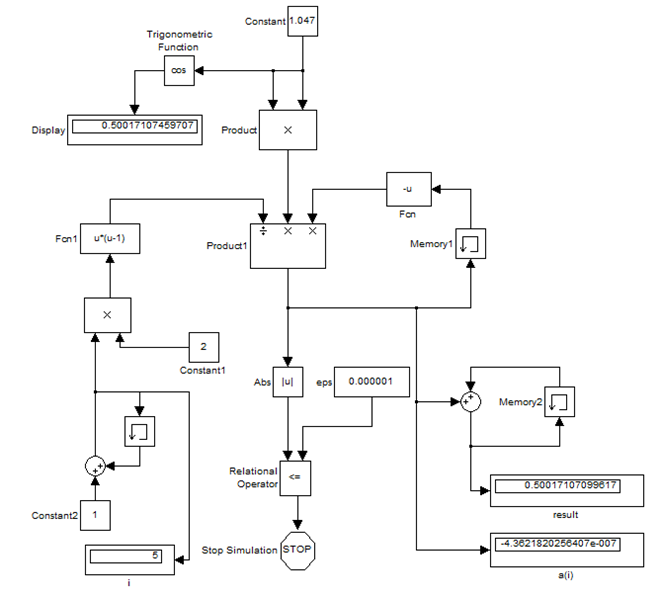 Constant
1.047
Trigonometric
Function
cos
Display
0.50017107459707
Product
×
Fcn1
u*(u-1)
Product1
÷
×
×
-u
Fcn
Memory1
×
2
Constant1
Abs
|u|
eps
0.000001
+
+
Memory2
Relational
Operator
<=
+
+
Constant2
1
0.50017107099617
result
Stop Simulation
STOP
5
i
-4.3621820256407e-007
a(i)